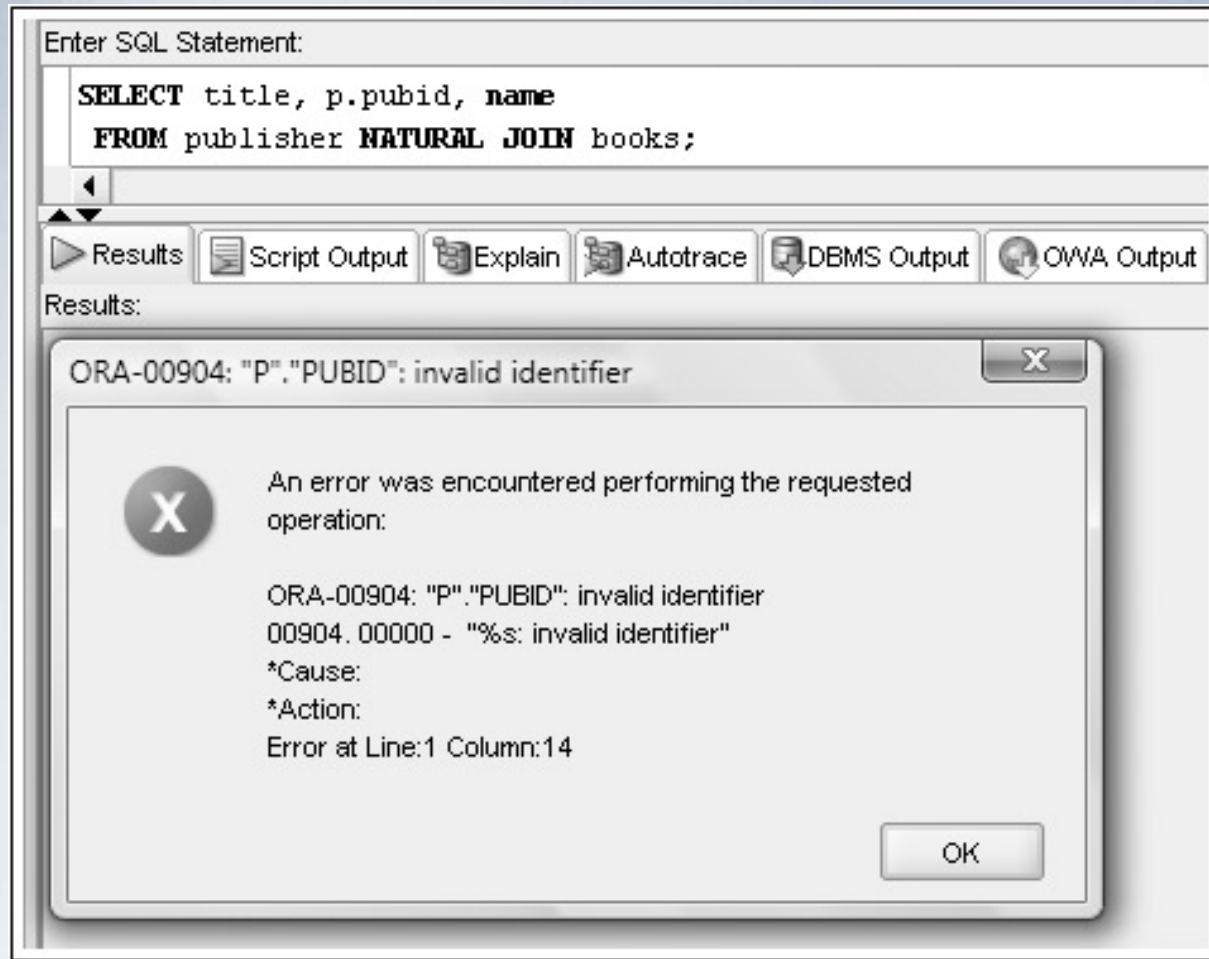 Enter SQL Statement:
SELECT title, p.pubid, name
FROM publisher NATURAL JOIN books;
Results Script Output Explain Autotrace DBMS Output OWA Output
Results:
ORA-00904: "P"."PUBID": invalid identifier
X
An error was encountered performing the requested
operation:
ORA-00904: "P"."PUBID": invalid identifier
00904. 00000 - "%s: invalid identifier"
*Cause:
*Action:
Error at Line:1 Column:14
OK